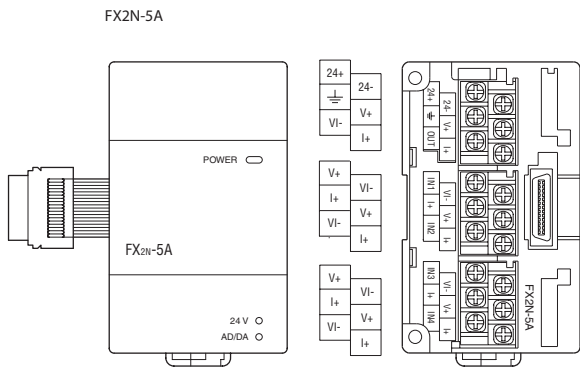 FX2N-5A
POWER
FX2N-5A
24 V
AD/DA
24+
24-
V+
VI-
I+
V+
VI-
I+
V+
VI-
I+
V+
VI-
I+
V+
VI-
I+
24+
24-
V+
OUT
I+
IN1
VI-
I+
V+
IN2
I+
IN3
VI-
I+
V+
IN4
I+
FX2N-5A